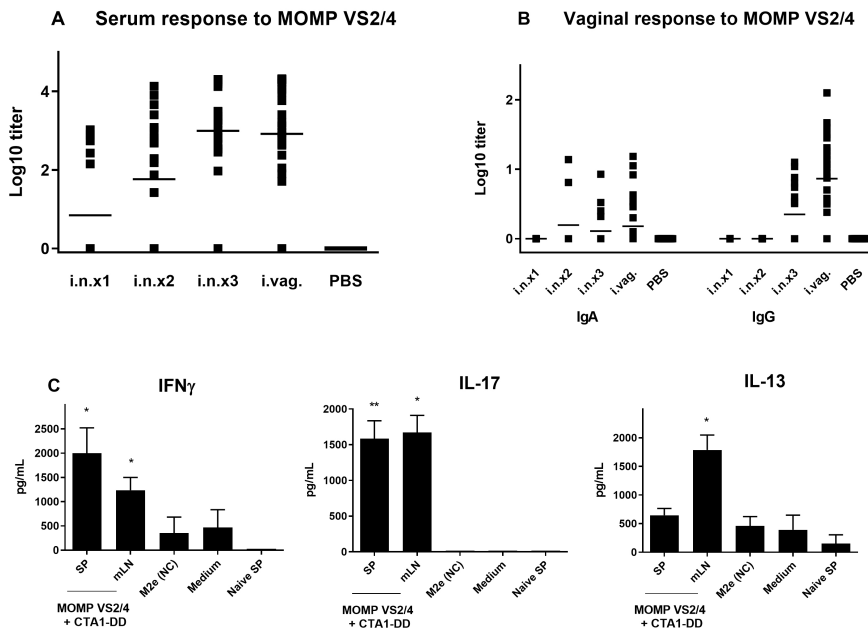 A Serum response to MOMP VS2/4
Log10 titer
4
2
0
i.n.x1 i.n.x2 i.n.x3 i.vag. PBS
B Vaginal response to MOMP VS2/4
Log10 titer
2
1
0
i.n.x1 i.n.x2 i.n.x3 i.vag. PBS i.n.x1 i.n.x2 i.n.x3 i.vag. PBS
IgA IgG
C IFNγ
pg/mL
2500
2000
1500
1000
500
0
* *
SP mLN M2e (NC) Medium Naive SP
MOMP VS2/4
+ CTA1-DD
IL-17
pg/mL
2000
1500
1000
500
0
** *
SP mLN M2e (NC) Medium Naive SP
MOMP VS2/4
+ CTA1-DD
IL-13
pg/mL
2000
1500
1000
500
0
*
SP mLN M2e (NC) Medium Naive SP
MOMP VS2/4
+ CTA1-DD